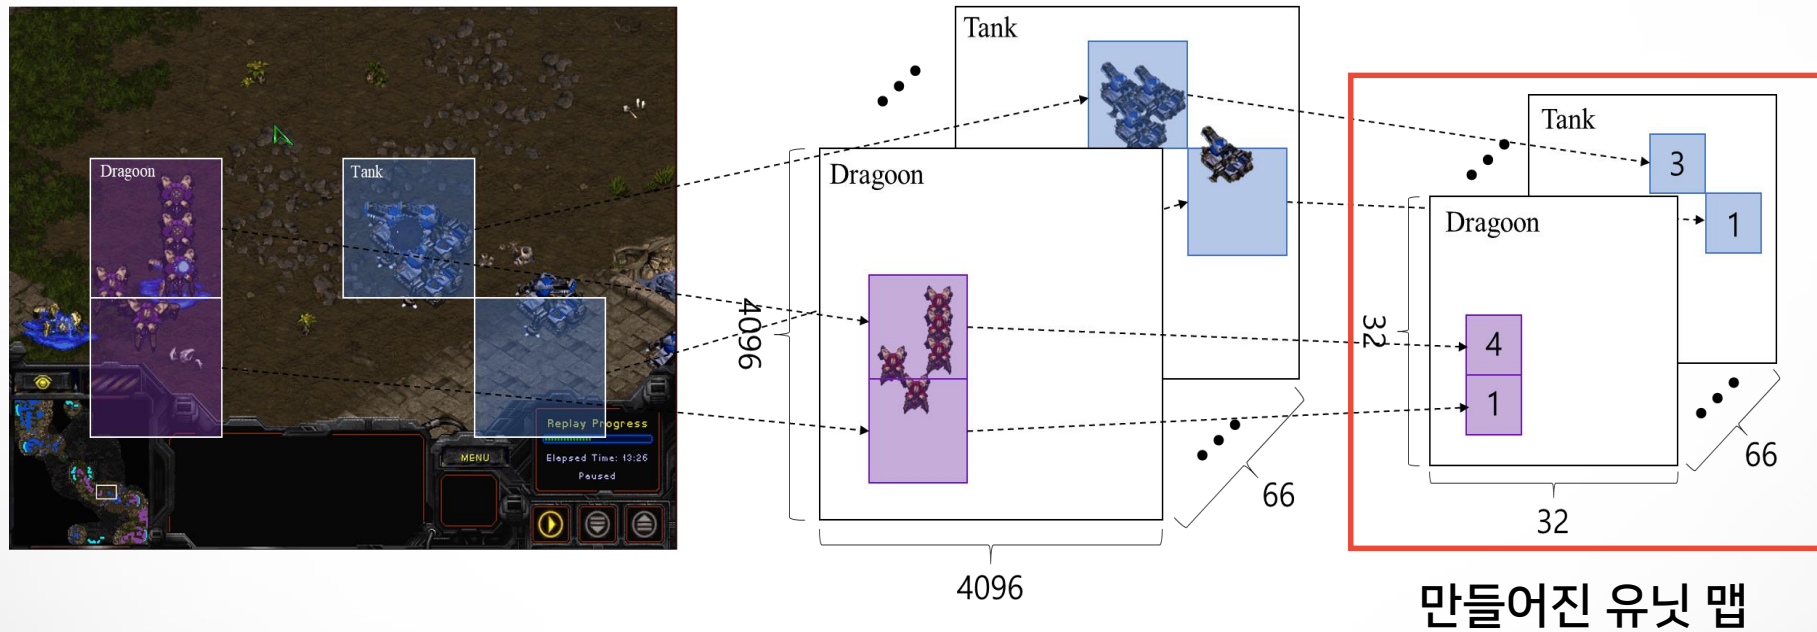 Dragoon
Tank
Replay Progress
Elapsed Time: 13:26
Paused
MENU
Tank
Dragoon
4096
4096
66
Tank
3
1
Dragoon
4
1
32
32
66
만들어진 유닛 맵